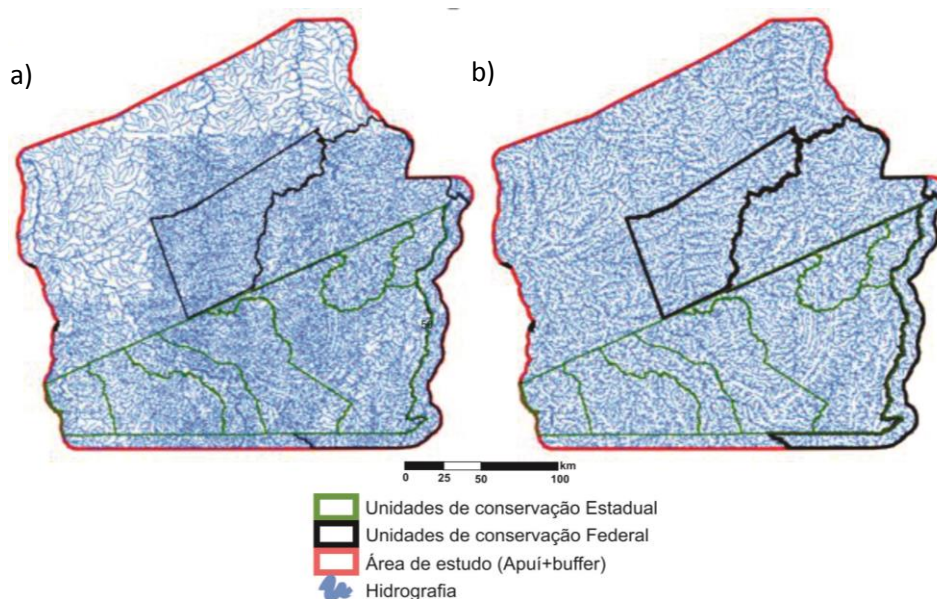 a)
b)
km
0 25 50 100
Unidades de conservação Estadual
Unidades de conservação Federal
Área de estudo (Apuí+buffer)
Hidrografia